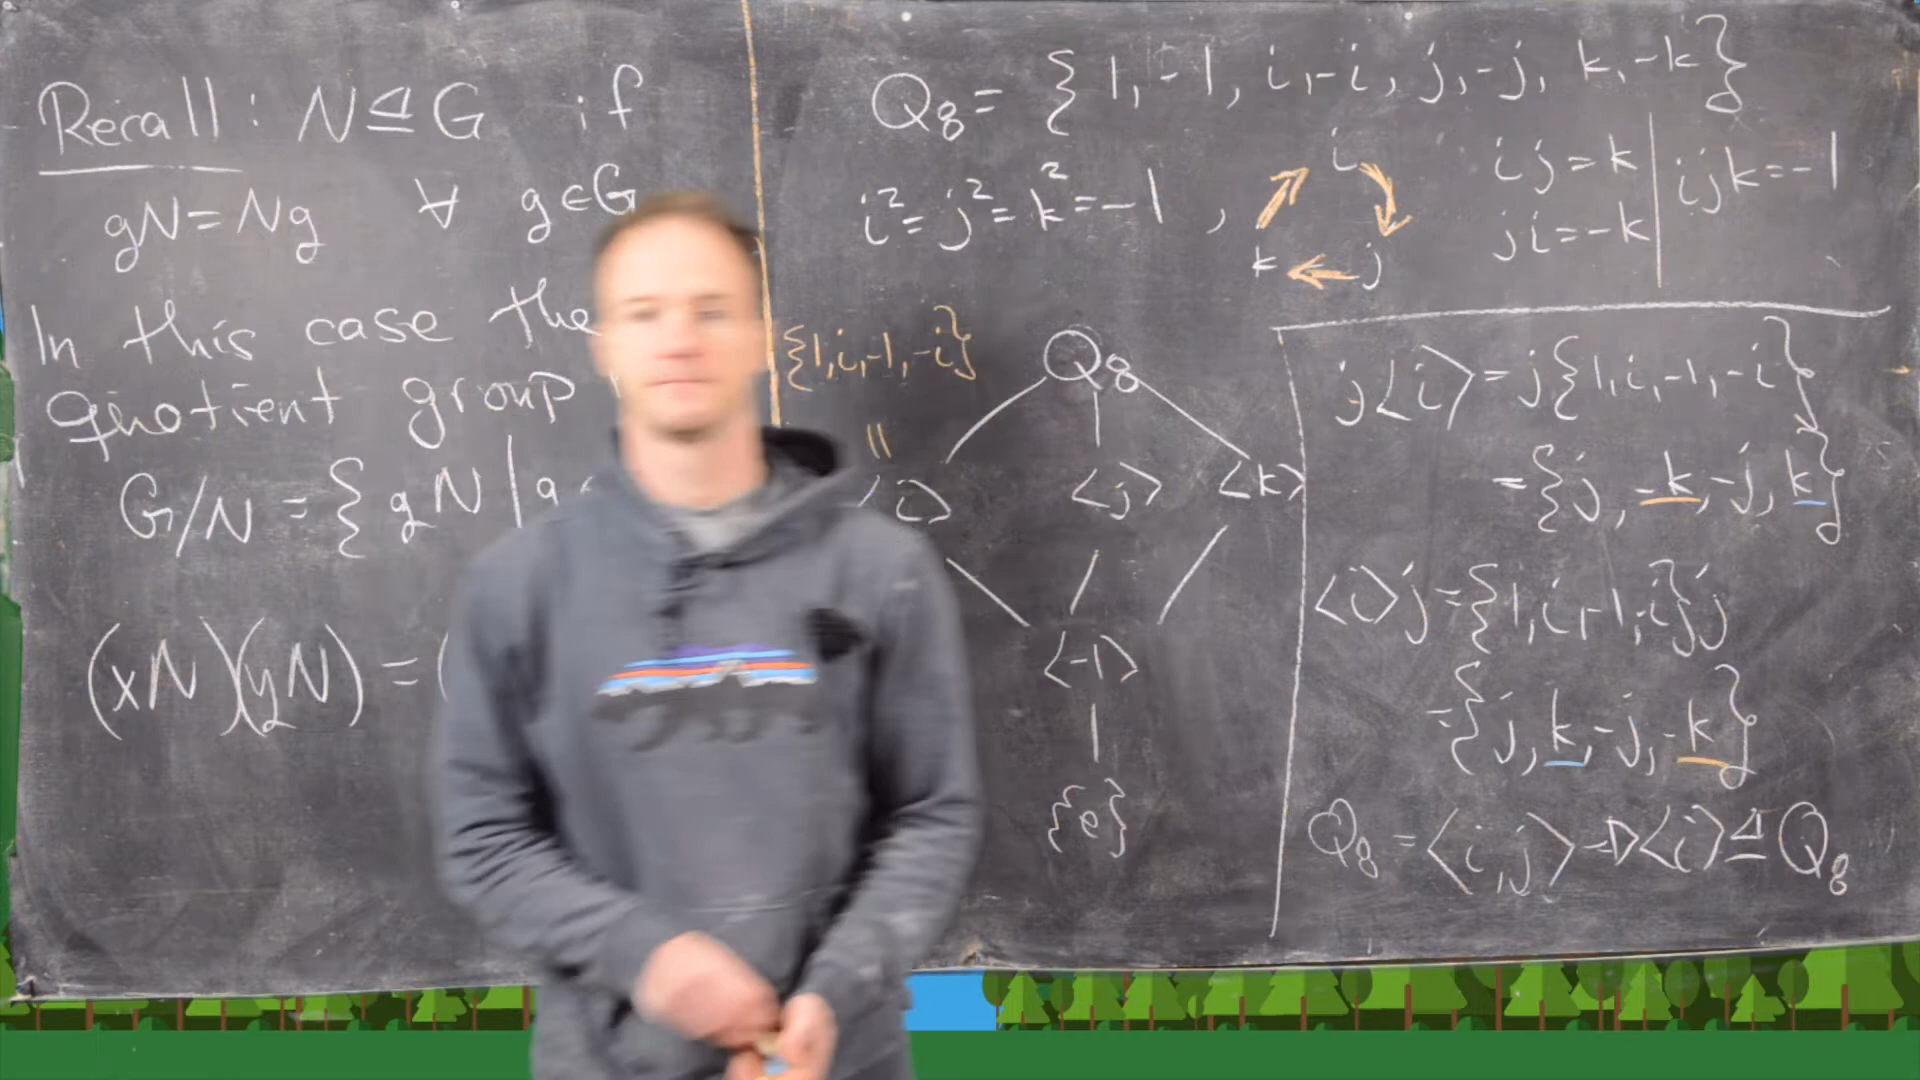 Recall: N⊴G if
gN=Ng ∀ g∈G
In this case the
quotient group
G/N = { gN | g ∈
(xN)(yN) = (
Q8 = { 1, -1, i, -i, j, -j, k, -k }
i² = j² = k² = -1 ,
i
k j
ij = k
ji = -k
ijk = -1
{1,i,-1,-i}
=
Q8
<i> <j> <k>
<-1>
{e}
j<i> = j{1,i,-1,-i}
= {j, -k, -j, k}
<i>j = {1,i,-1,-i}j
= {j, k, -j, -k}
Q8 = <i,j> ⇒ <i> ⊴ Q8